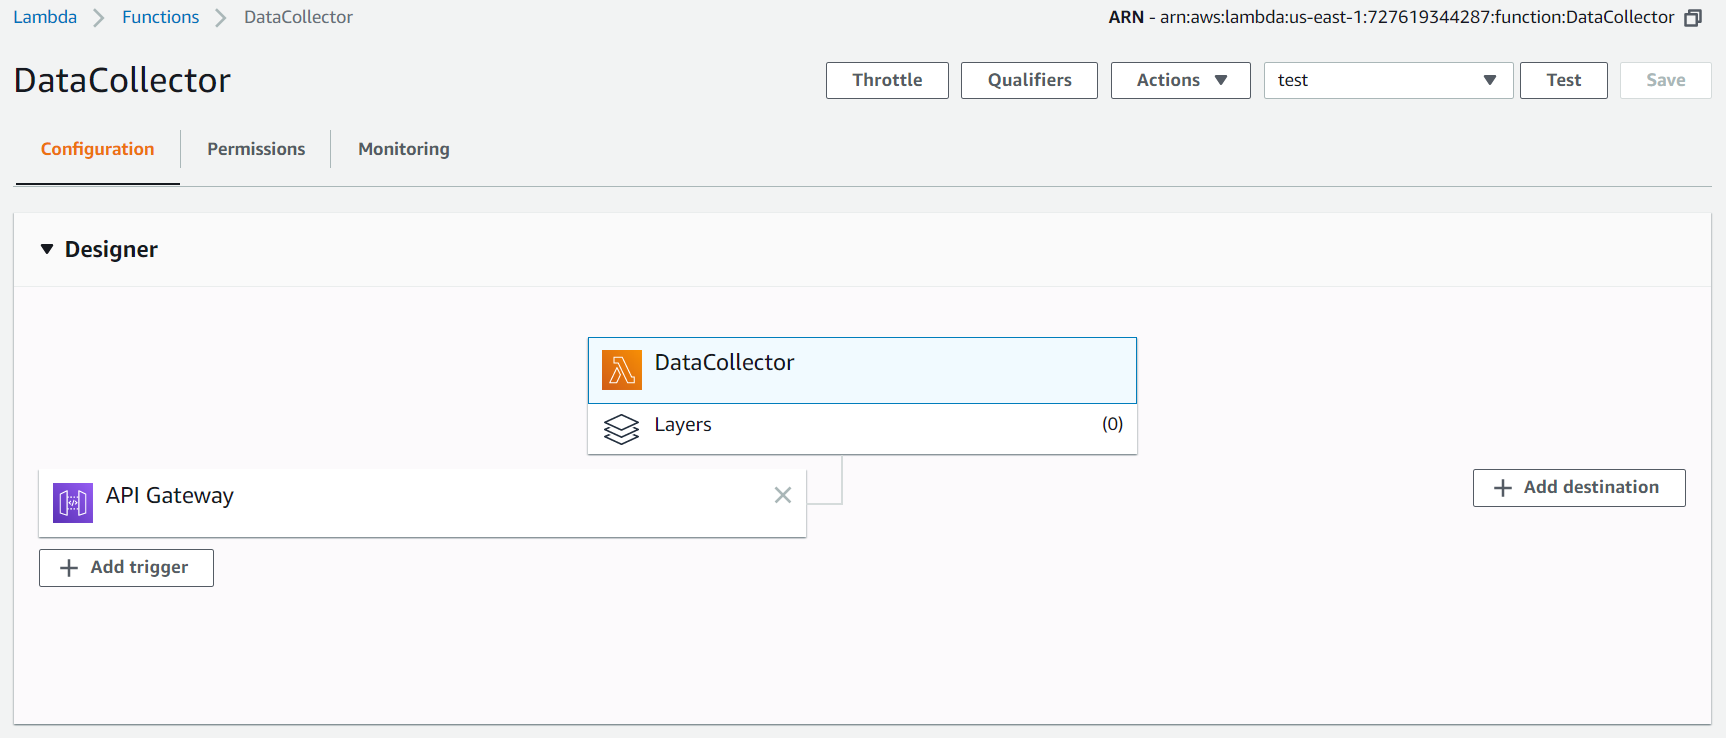 Lambda > Functions > DataCollector
ARN - arn:aws:lambda:us-east-1:727619344287:function:DataCollector
DataCollector
Throttle Qualifiers Actions test Test Save
Configuration Permissions Monitoring
Designer
DataCollector
Layers (0)
API Gateway
Add destination
Add trigger